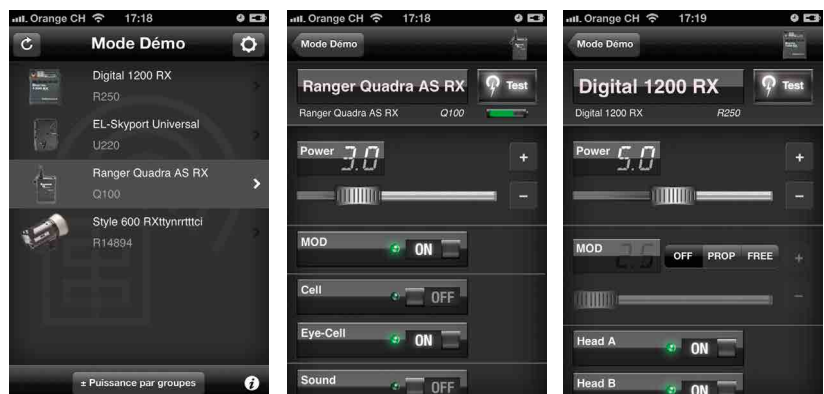 Orange CH 17:18
Mode Démo
Digital 1200 RX
R250
EL-Skyport Universal
U220
Ranger Quadra AS RX
Q100
Style 600 RXttynrrtttci
R14894
± Puissance par groupes
i
Orange CH 17:18
Mode Démo
Ranger Quadra AS RX
Test
Ranger Quadra AS RX Q100
Power 3.0
+
−
MOD ON
Cell OFF
Eye-Cell ON
Sound OFF
Orange CH 17:19
Mode Démo
Digital 1200 RX
Test
Digital 1200 RX R250
Power 5.0
+
−
MOD OFF PROP FREE +
−
Head A ON
Head B ON